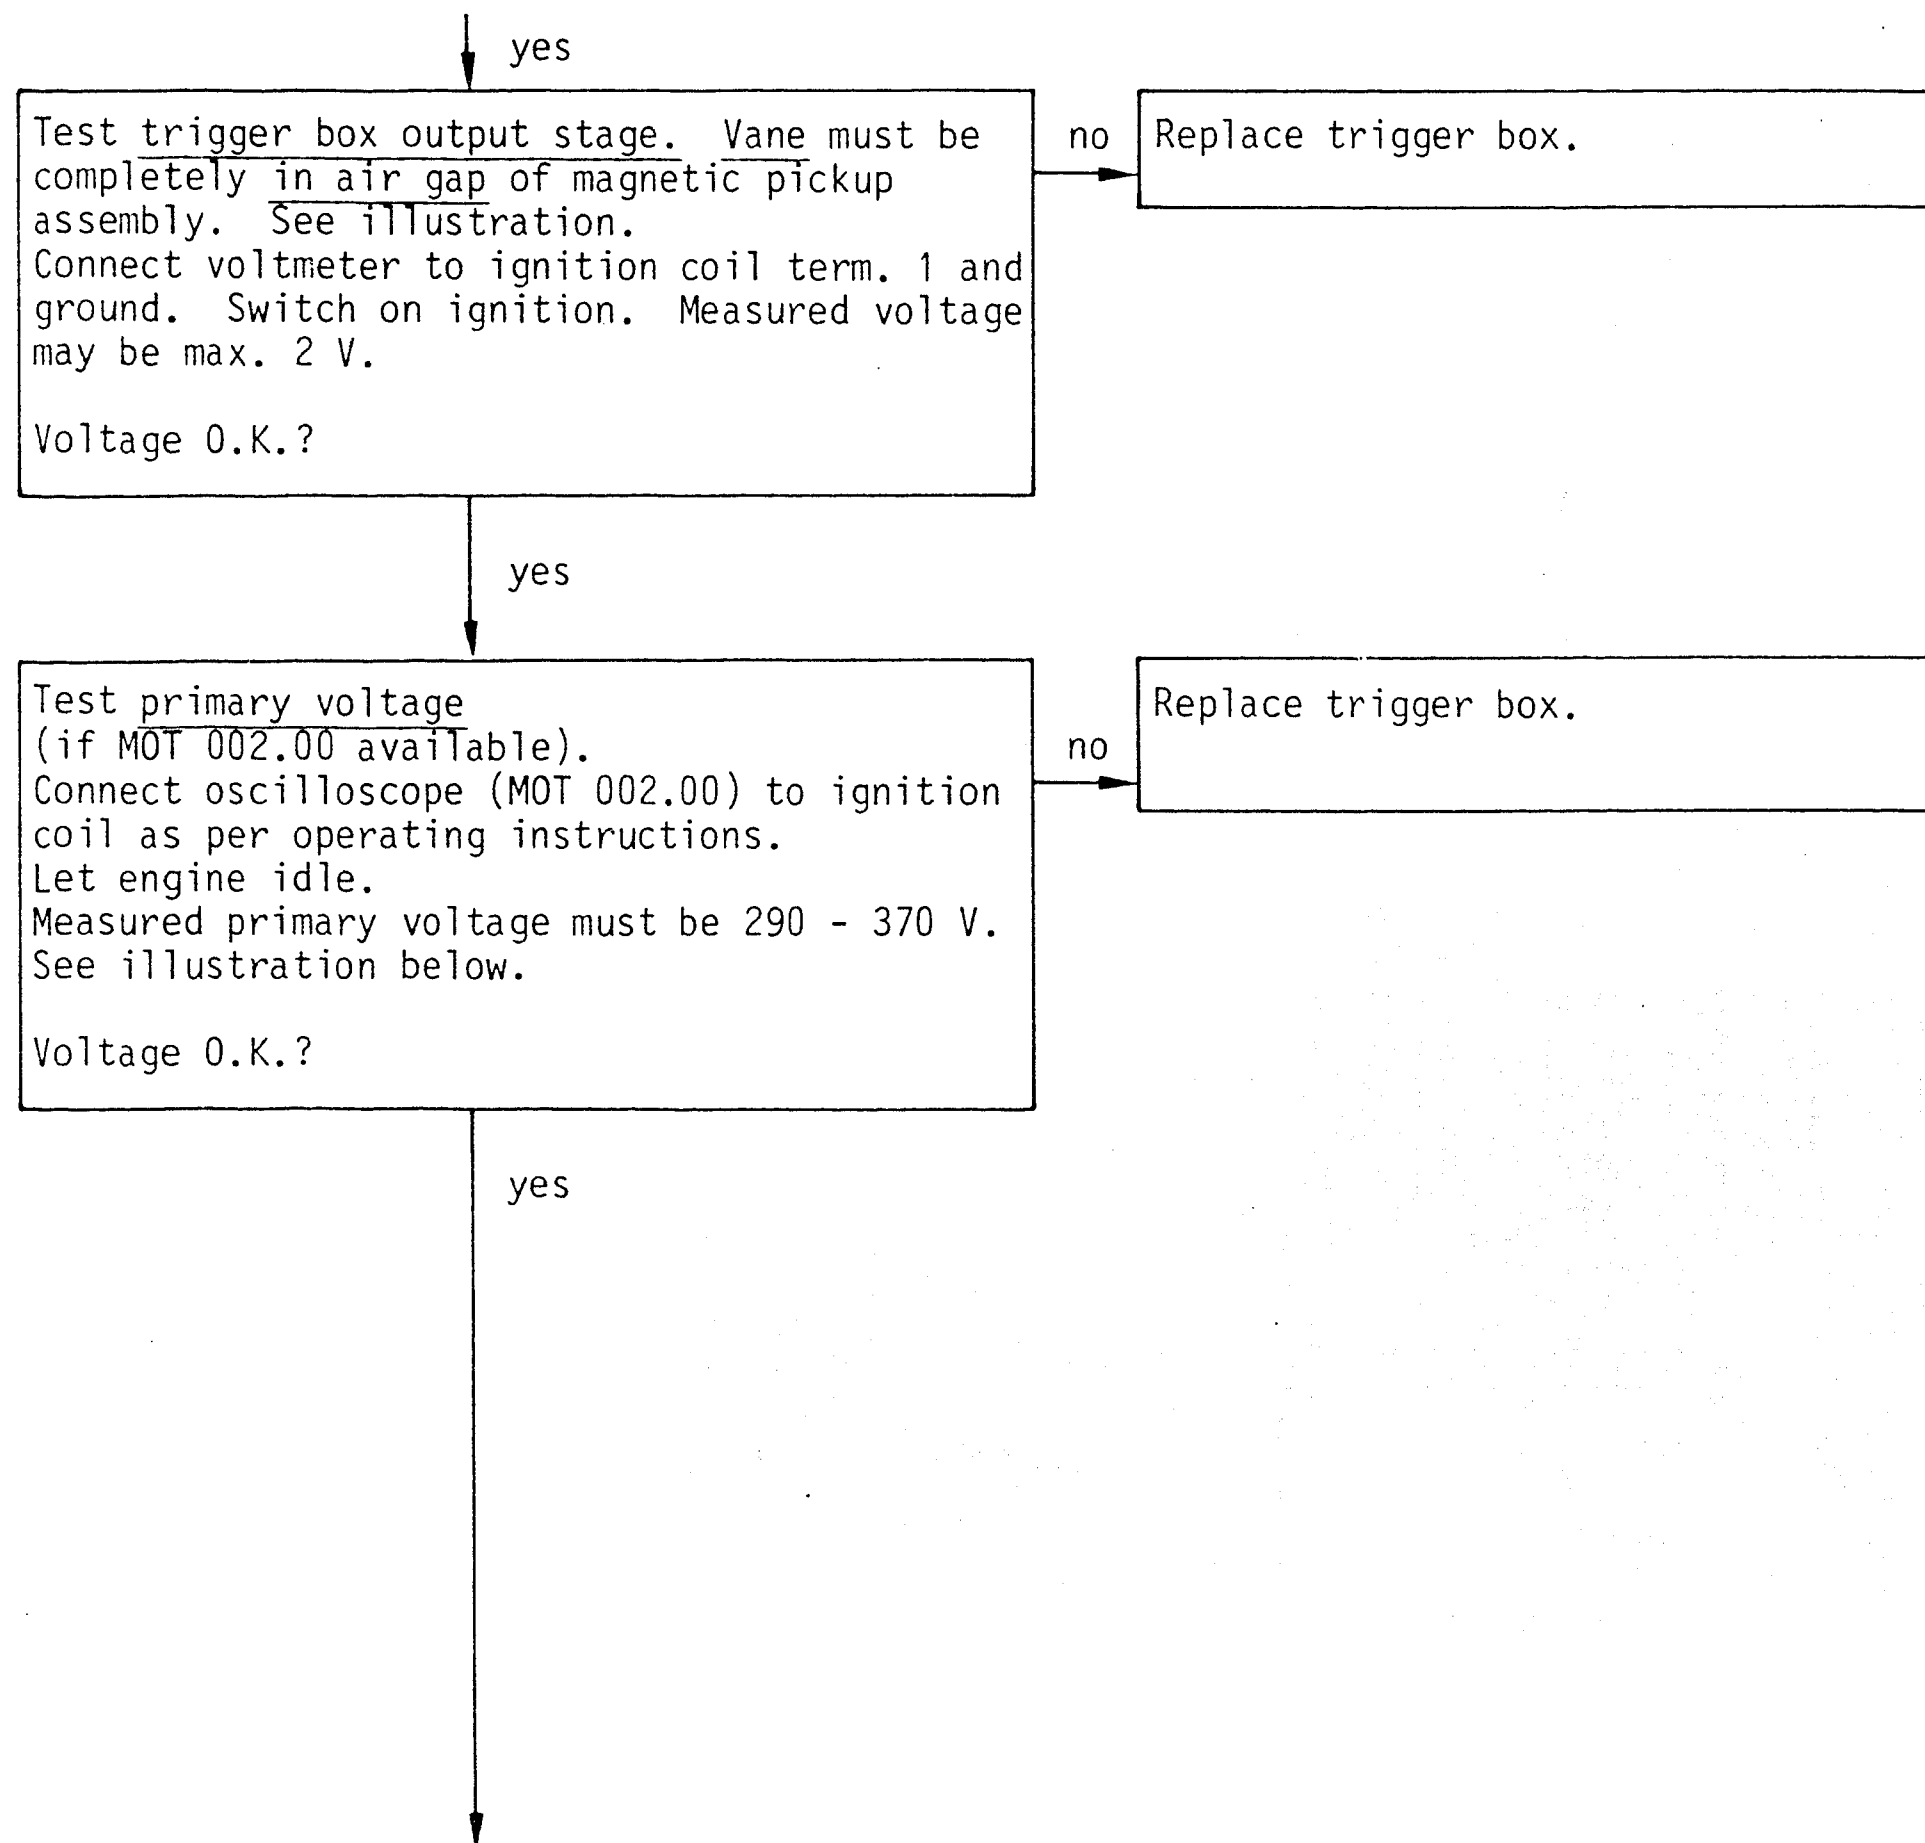 yes
Test trigger box output stage. Vane must be
completely in air gap of magnetic pickup
assembly. See illustration.
Connect voltmeter to ignition coil term. 1 and
ground. Switch on ignition. Measured voltage
may be max. 2 V.
Voltage O.K.?
no
Replace trigger box.
yes
Test primary voltage
(if MOT 002.00 available).
Connect oscilloscope (MOT 002.00) to ignition
coil as per operating instructions.
Let engine idle.
Measured primary voltage must be 290 - 370 V.
See illustration below.
Voltage O.K.?
no
Replace trigger box.
yes